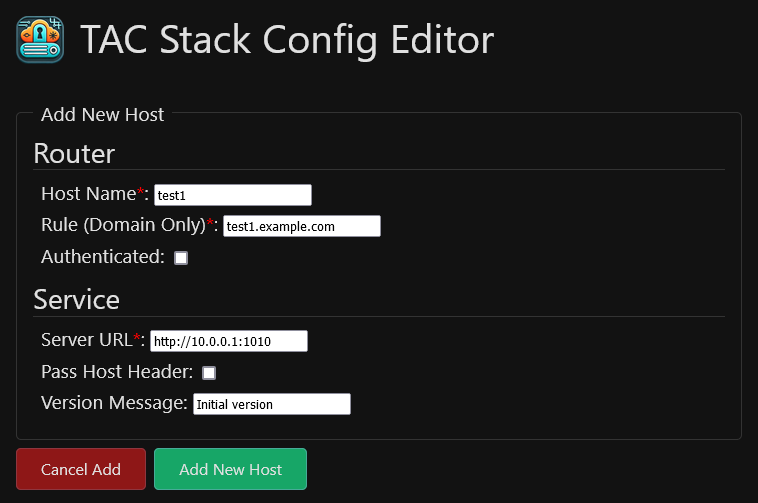 TAC Stack Config Editor
Add New Host
Router
Host Name*: test1
Rule (Domain Only)*: test1.example.com
Authenticated:
Service
Server URL*: http://10.0.0.1:1010
Pass Host Header:
Version Message: Initial version
Cancel Add
Add New Host